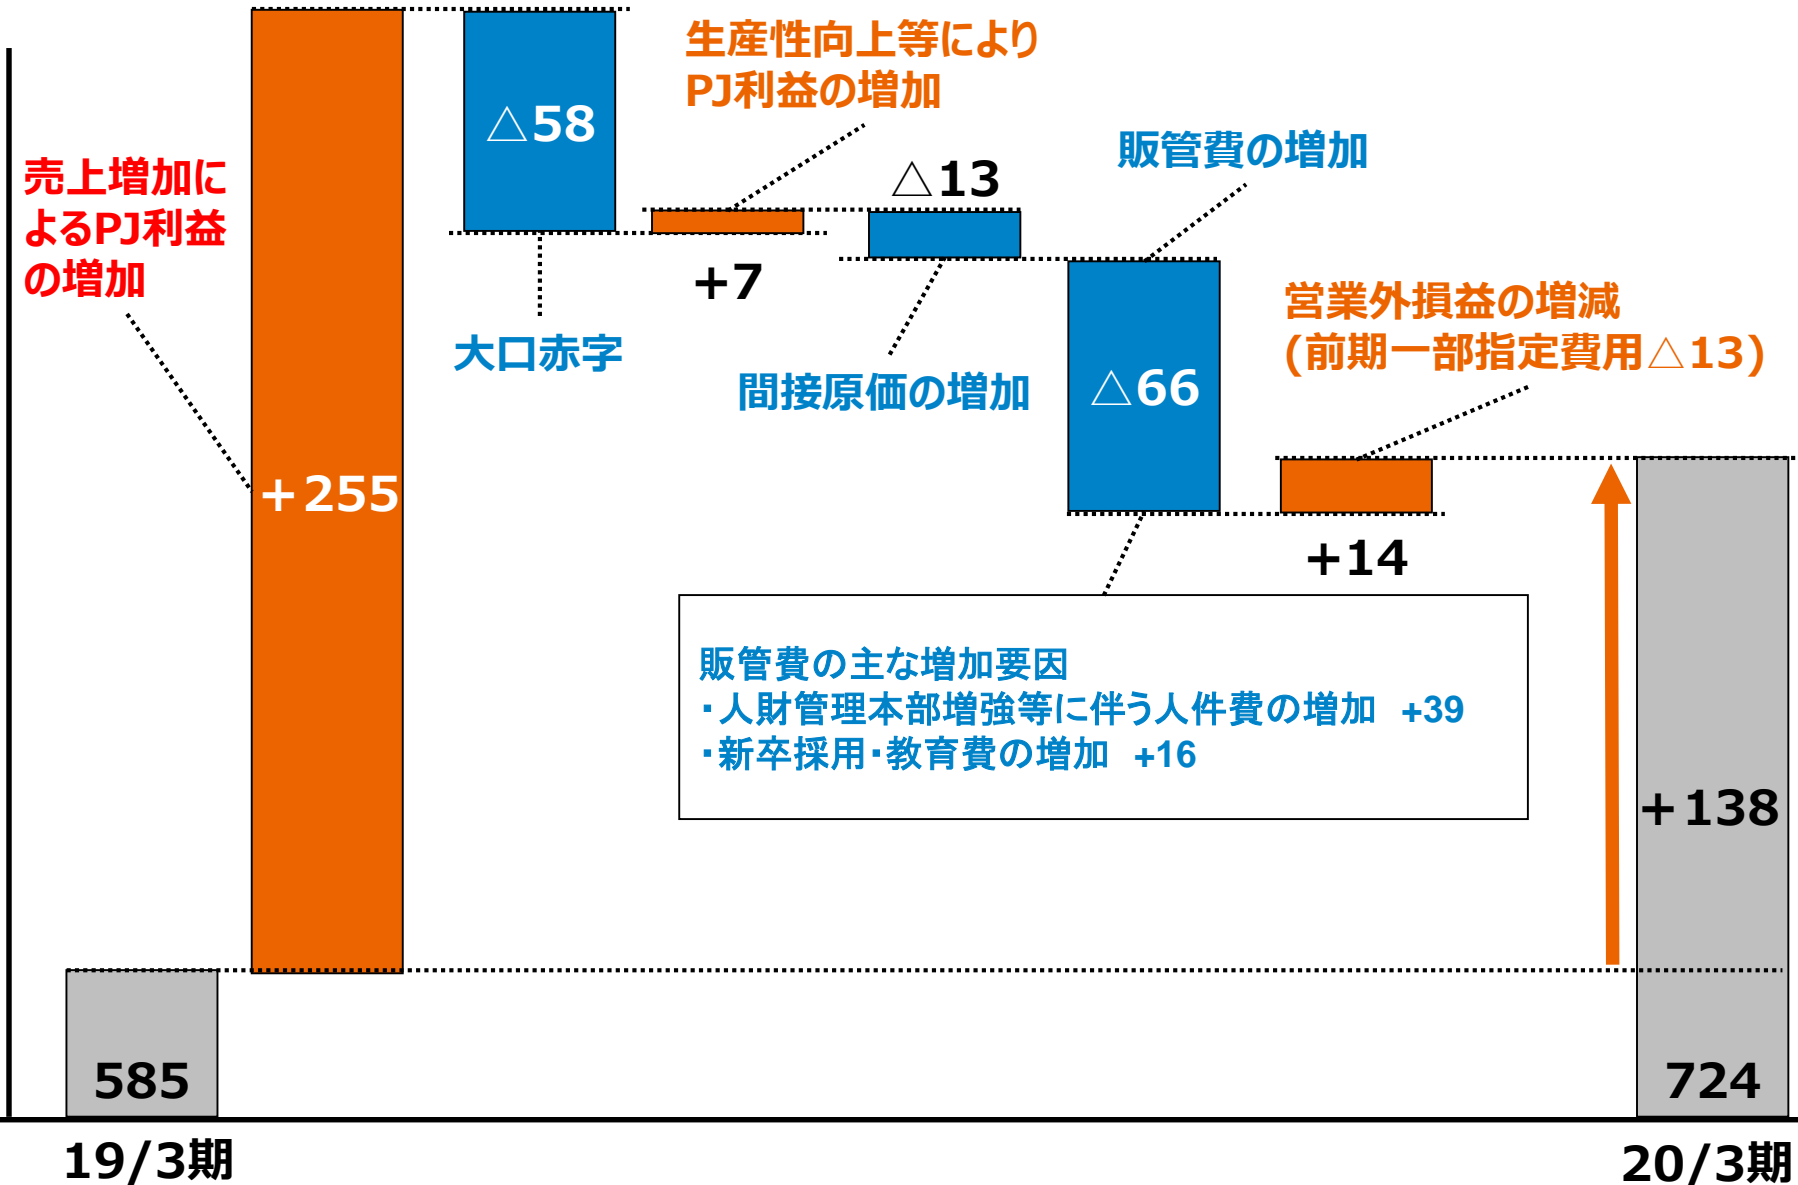 売上増加に
よるPJ利益
の増加
+255
△58
大口赤字
生産性向上等により
PJ利益の増加
+7
△13
間接原価の増加
販管費の増加
△66
営業外損益の増減
(前期一部指定費用△13)
+14
販管費の主な増加要因
・人財管理本部増強等に伴う人件費の増加 +39
・新卒採用・教育費の増加 +16
+138
585
724
19/3期
20/3期